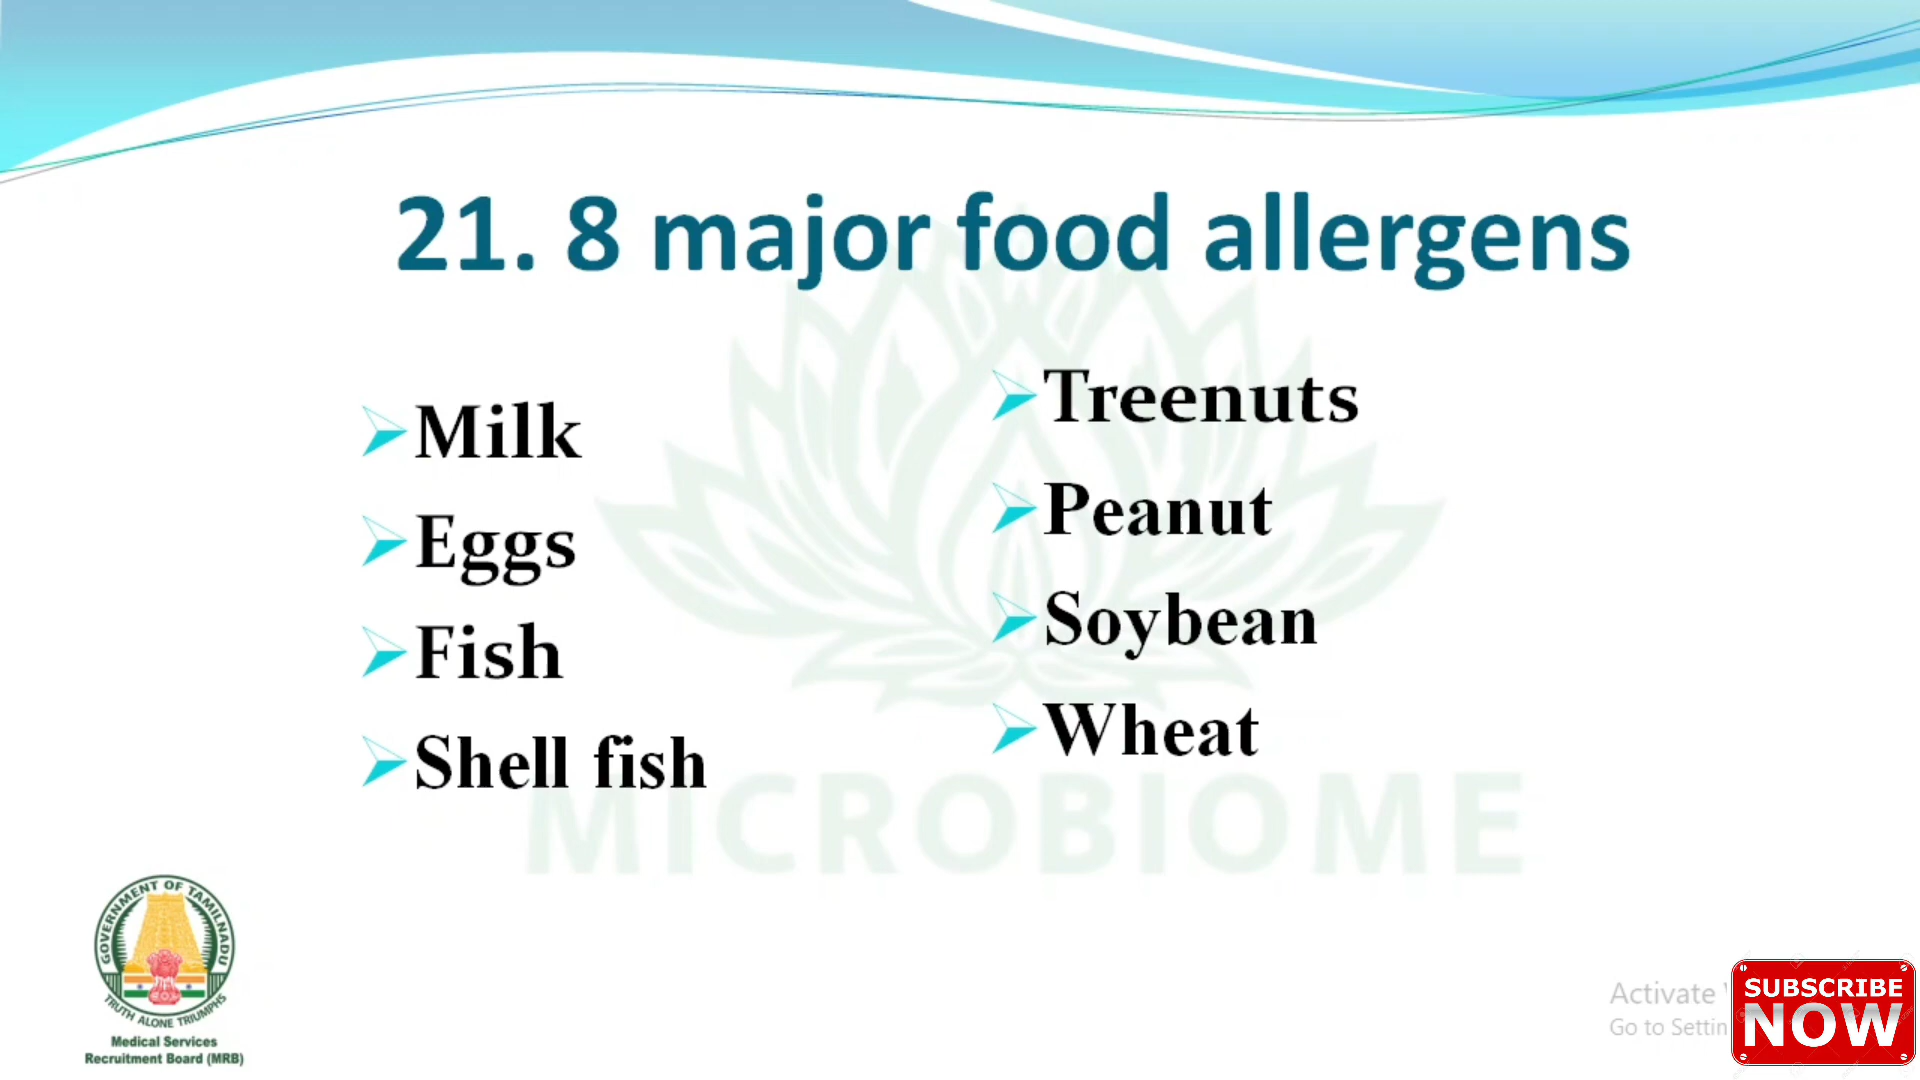 21. 8 major food allergens
Milk
Eggs
Fish
Shell fish
Treenuts
Peanut
Soybean
Wheat
MICROBIOME
GOVERNMENT OF TAMILNADU
TRUTH ALONE TRIUMPHS
Medical Services
Recruitment Board (MRB)
Activate
Go to Settin
SUBSCRIBE
NOW